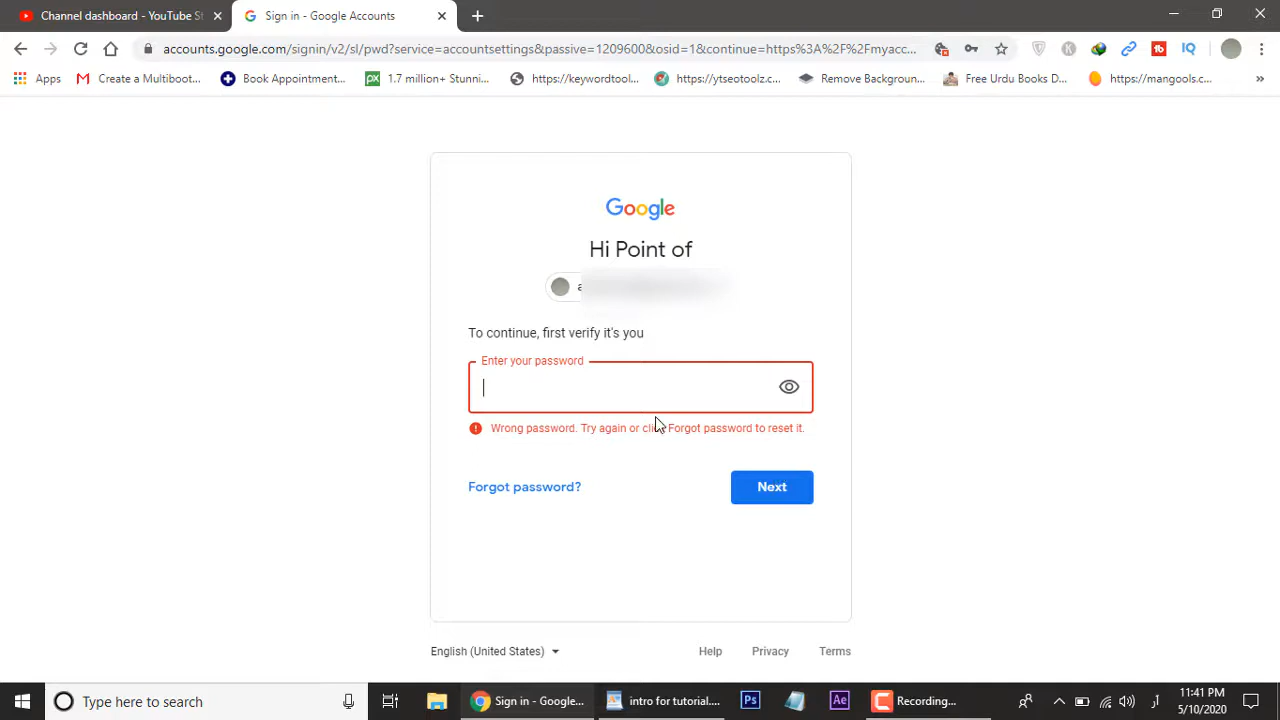 Channel dashboard - YouTube St
Sign in - Google Accounts
accounts.google.com/signin/v2/sl/pwd?service=accountsettings&passive=1209600&osid=1&continue=https%3A%2F%2Fmyacc...
Apps
Create a Multiboot...
Book Appointment...
1.7 million+ Stunni...
https://keywordtool...
https://ytseotoolz.c...
Remove Backgroun...
Free Urdu Books D...
https://mangools.c...
»
Google
Hi Point of
a
To continue, first verify it's you
Enter your password
Wrong password. Try again or clic Forgot password to reset it.
Forgot password?
Next
English (United States)
Help
Privacy
Terms
Type here to search
Sign in - Google...
intro for tutorial....
Ps
Ae
Recording...
11:41 PM
5/10/2020